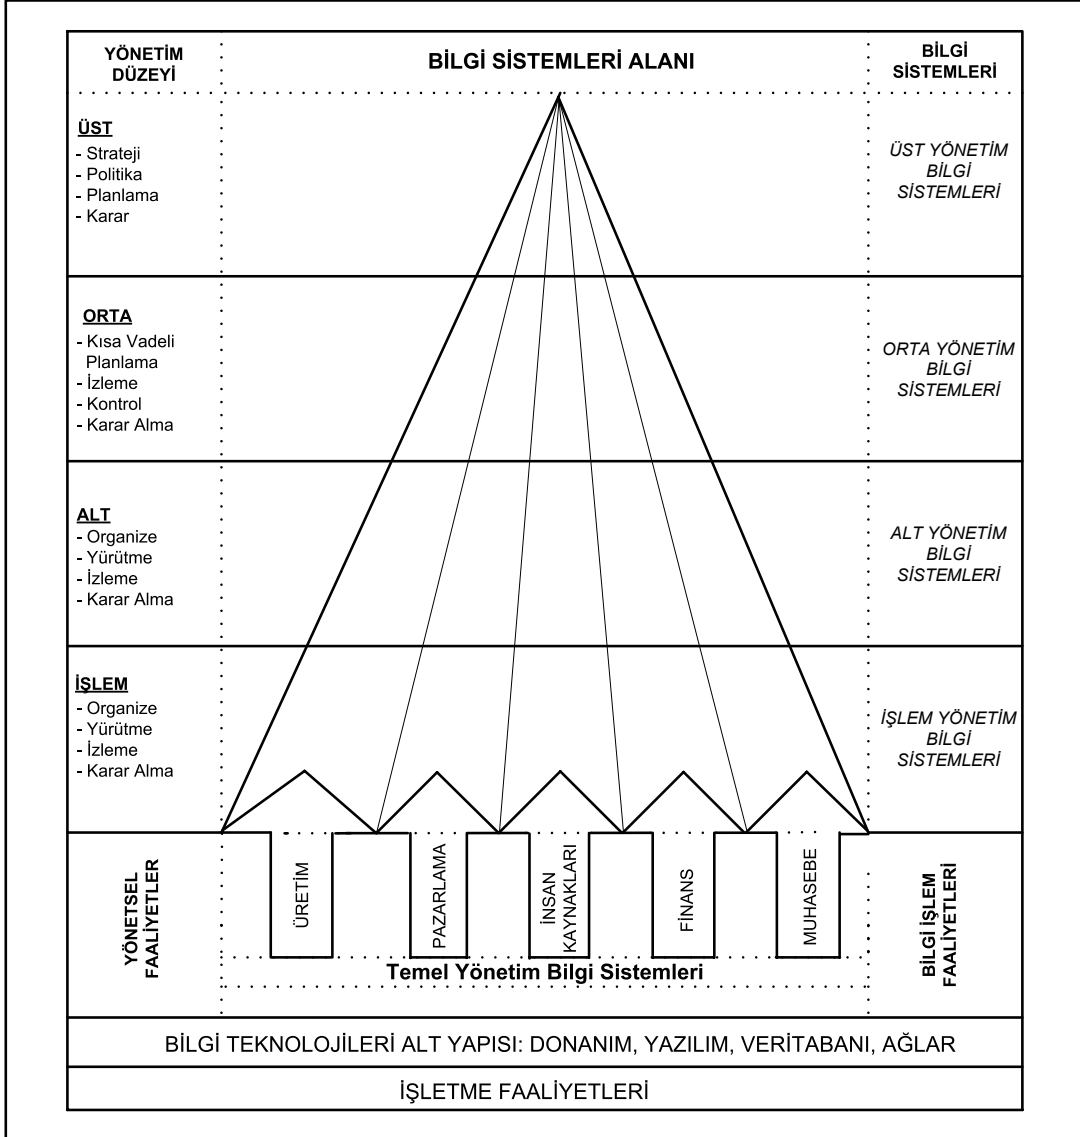 YÖNETİM
DÜZEYİ
BİLGİ SİSTEMLERİ ALANI
BİLGİ
SİSTEMLERİ
ÜST
- Strateji
- Politika
- Planlama
- Karar
ÜST YÖNETİM
BİLGİ
SİSTEMLERİ
ORTA
- Kısa Vadeli
Planlama
- İzleme
- Kontrol
- Karar Alma
ORTA YÖNETİM
BİLGİ
SİSTEMLERİ
ALT
- Organize
- Yürütme
- İzleme
- Karar Alma
ALT YÖNETİM
BİLGİ
SİSTEMLERİ
İŞLEM
- Organize
- Yürütme
- İzleme
- Karar Alma
İŞLEM YÖNETİM
BİLGİ
SİSTEMLERİ
YÖNETSEL
FAALİYETLER
ÜRETİM
PAZARLAMA
İNSAN
KAYNAKLARI
FİNANS
MUHASEBE
BİLGİ İŞLEM
FAALİYETLERİ
Temel Yönetim Bilgi Sistemleri
BİLGİ TEKNOLOJİLERİ ALT YAPISI: DONANIM, YAZILIM, VERİTABANI, AĞLAR
İŞLETME FAALİYETLERİ